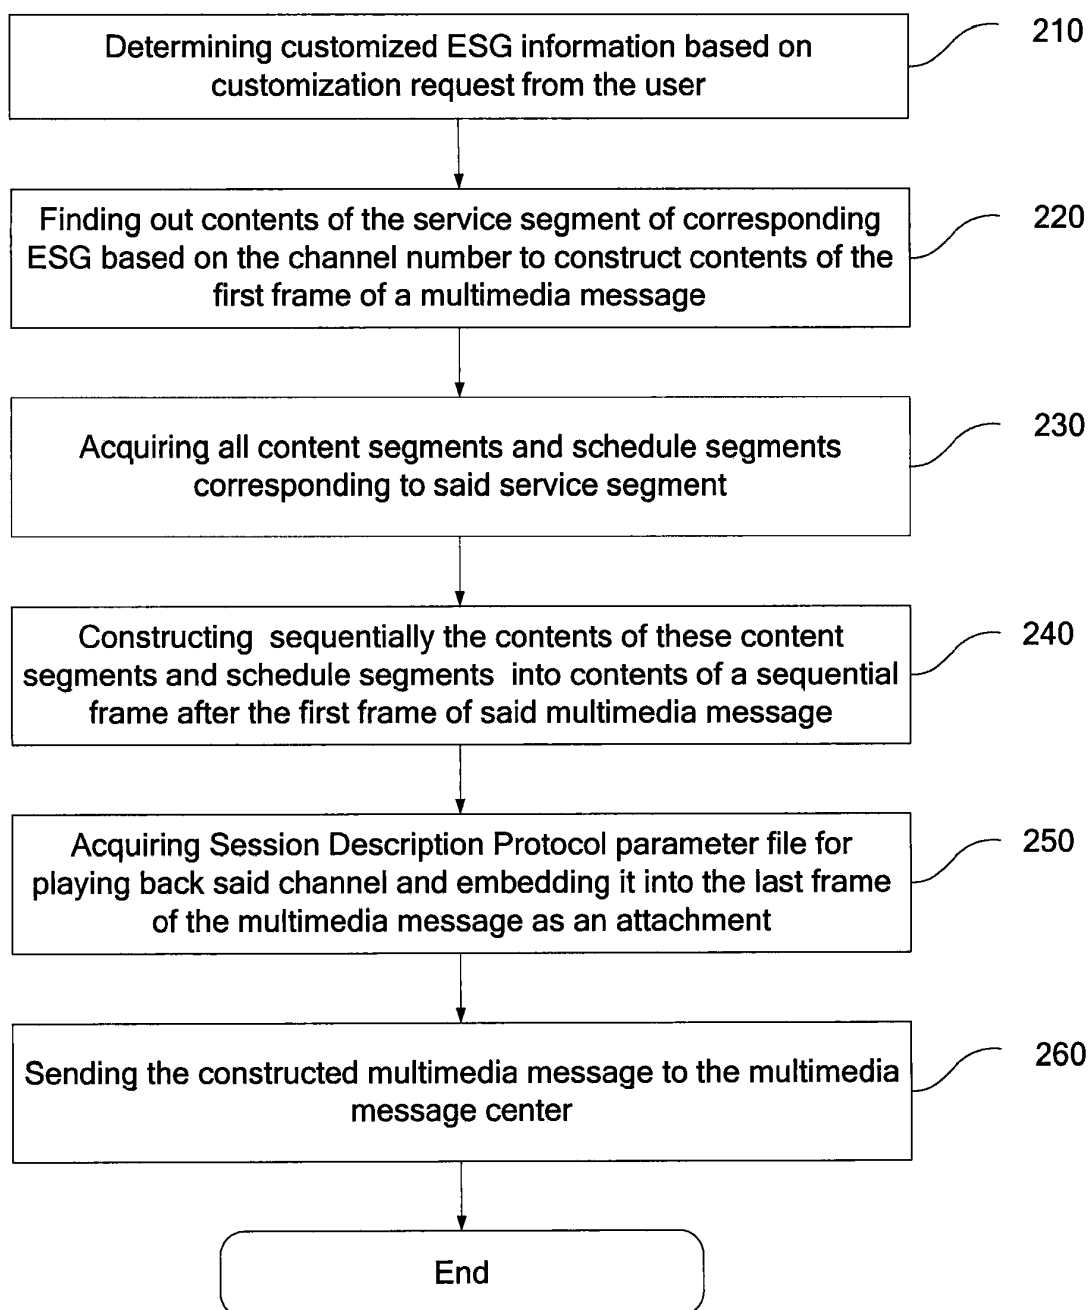 210
Determining customized ESG information based on
customization request from the user
220
Finding out contents of the service segment of corresponding
ESG based on the channel number to construct contents of the
first frame of a multimedia message
230
Acquiring all content segments and schedule segments
corresponding to said service segment
240
Constructing sequentially the contents of these content
segments and schedule segments into contents of a sequential
frame after the first frame of said multimedia message
250
Acquiring Session Description Protocol parameter file for
playing back said channel and embedding it into the last frame
of the multimedia message as an attachment
260
Sending the constructed multimedia message to the multimedia
message center
End